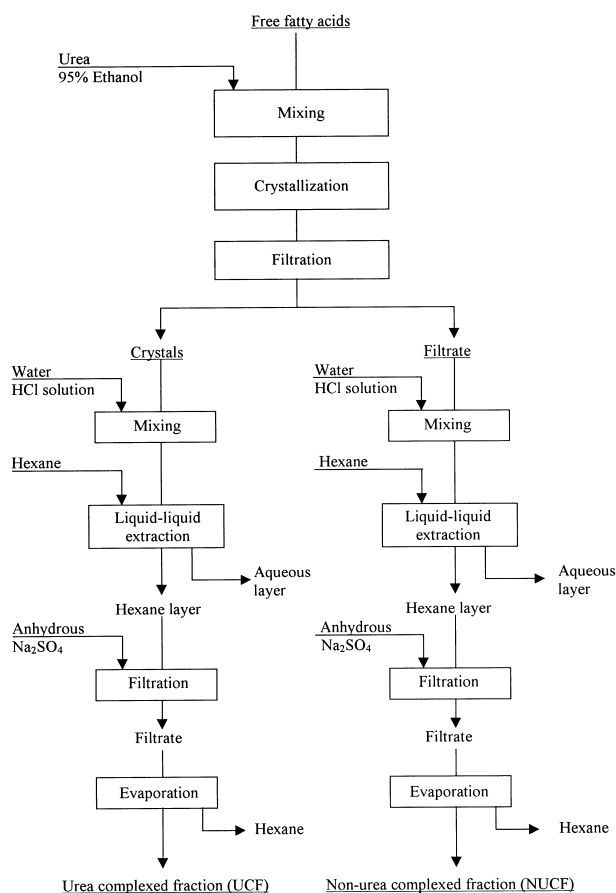 Free fatty acids
Urea
95% Ethanol
Mixing
Crystallization
Filtration
Crystals
Filtrate
Water
HCl solution
Mixing
Water
HCl solution
Mixing
Hexane
Liquid-liquid
extraction
Hexane
Liquid-liquid
extraction
Aqueous
layer
Aqueous
layer
Hexane layer
Hexane layer
Anhydrous
Na₂SO₄
Filtration
Anhydrous
Na₂SO₄
Filtration
Filtrate
Filtrate
Evaporation
Evaporation
Hexane
Hexane
Urea complexed fraction (UCF)
Non-urea complexed fraction (NUCF)